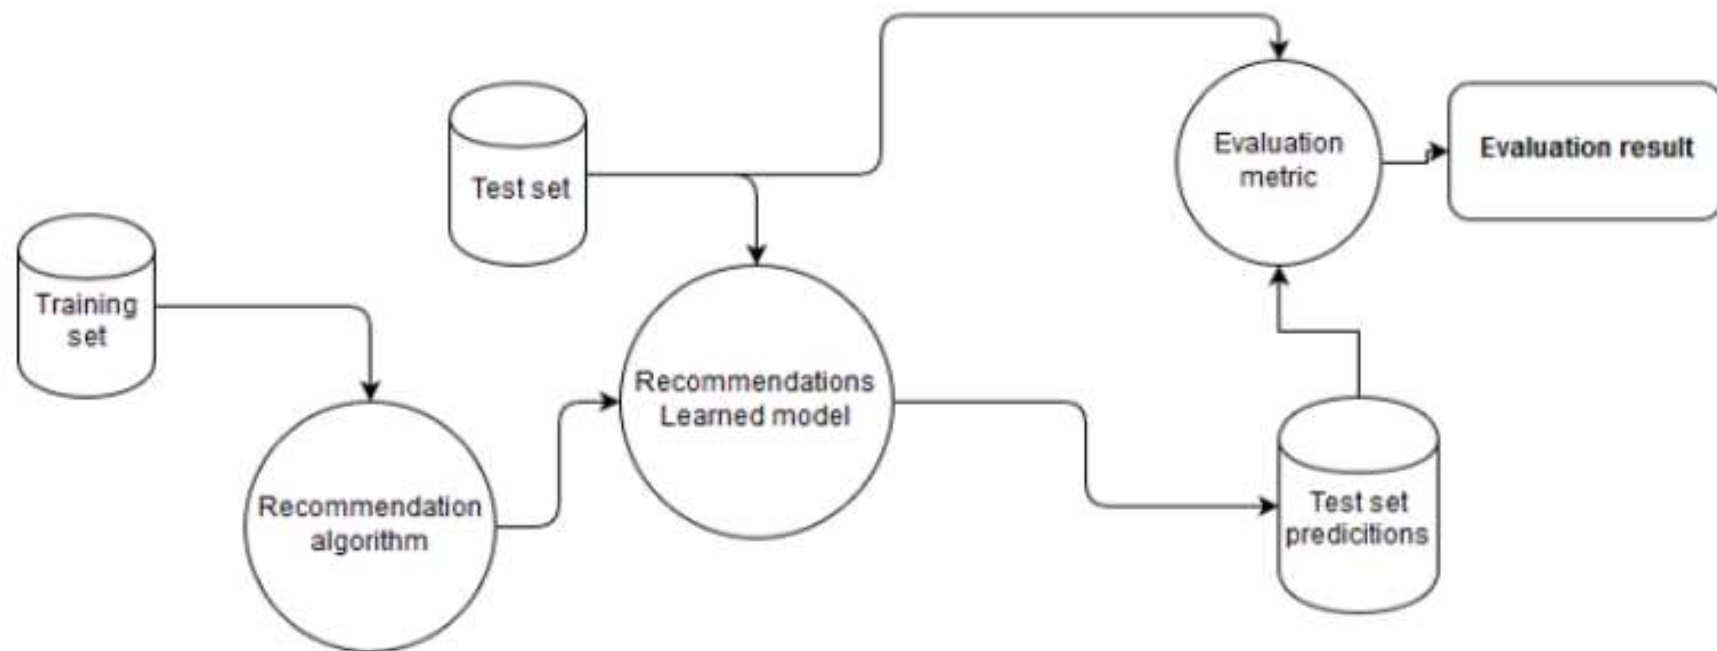 Evaluation
metric
Evaluation result
Test set
Training
set
Recommendations
Learned model
Recommendation
algorithm
Test set
predicitions